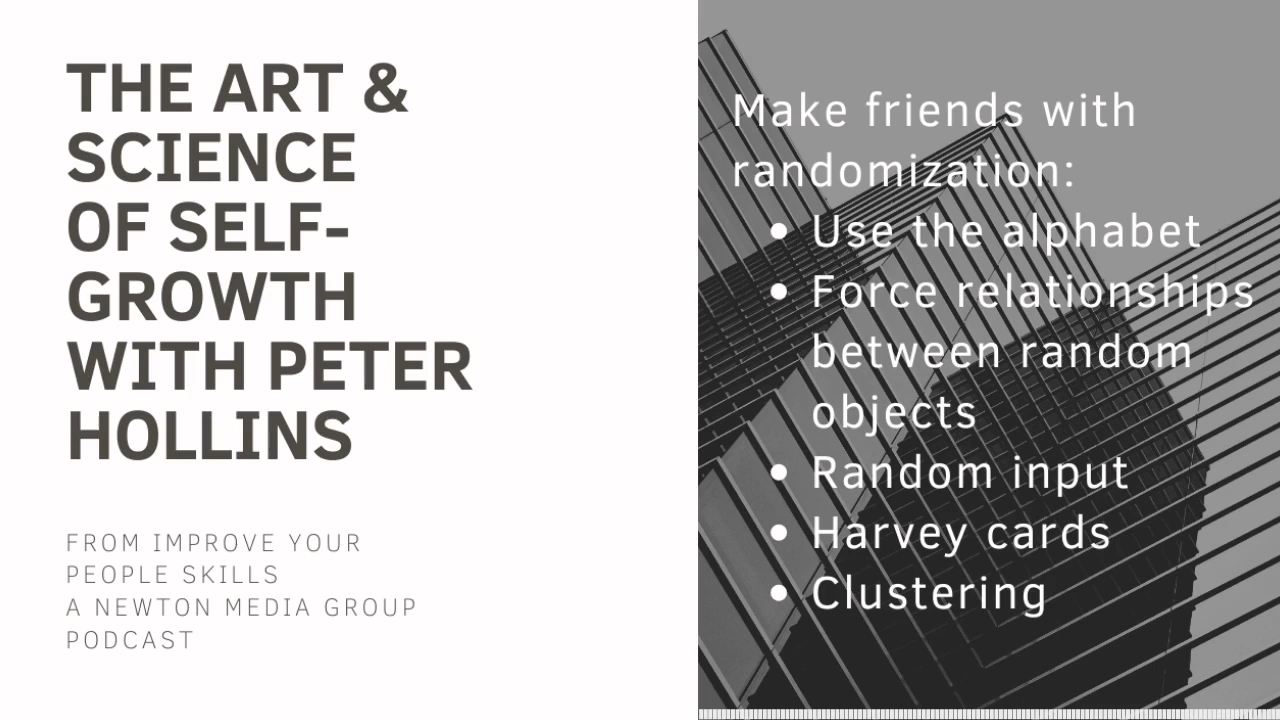 THE ART &
SCIENCE
OF SELF-
GROWTH
WITH PETER
HOLLINS
FROM IMPROVE YOUR
PEOPLE SKILLS
A NEWTON MEDIA GROUP
PODCAST
Make friends with
randomization:
• Use the alphabet
• Force relationships
between random
objects
• Random input
• Harvey cards
• Clustering